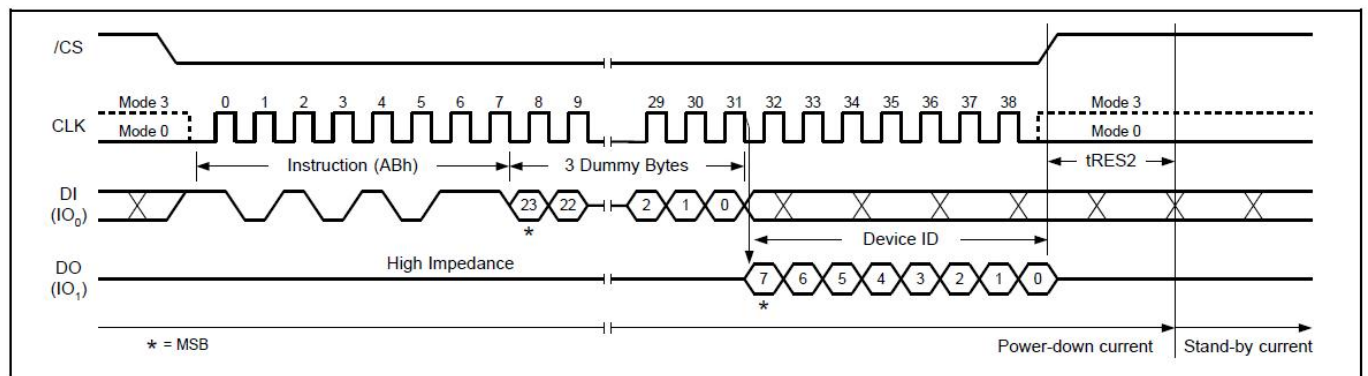 /CS
Mode 3 0 1 2 3 4 5 6 7 8 9 29 30 31 32 33 34 35 36 37 38 Mode 3
CLK Mode 0 Mode 0
Instruction (ABh) 3 Dummy Bytes tRES2
DI
(IO0) 23 22 2 1 0
* Device ID
DO High Impedance
(IO1) 7 6 5 4 3 2 1 0
*
* = MSB Power-down current Stand-by current